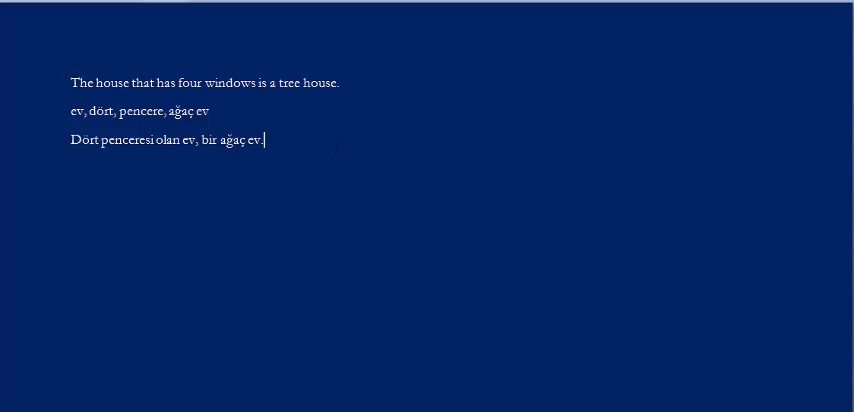 The house that has four windows is a tree house.
ev, dört, pencere, ağaç ev
Dört penceresi olan ev, bir ağaç ev.